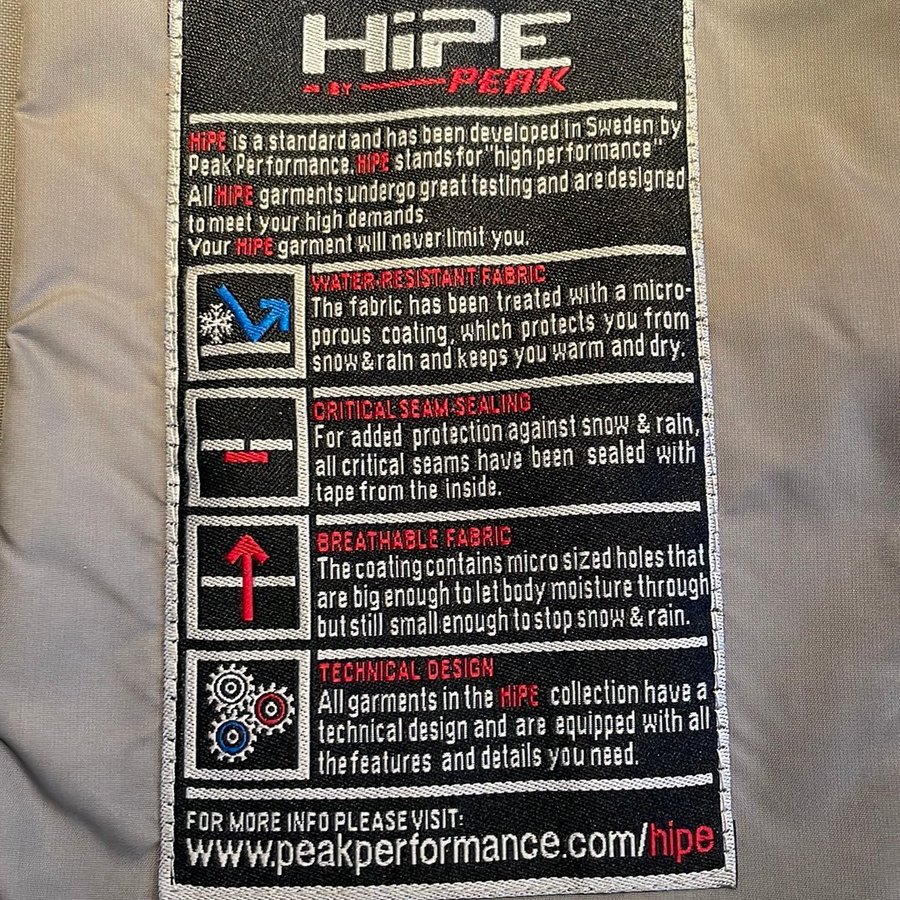 HiPE
BY PEAK
HiPE is a standard and has been developed in Sweden by
Peak Performance. HiPE stands for "high performance"
All HiPE garments undergo great testing and are designed
to meet your high demands.
Your HiPE garment will never limit you.
WATER-RESISTANT FABRIC
The fabric has been treated with a micro-
porous coating, which protects you from
snow & rain and keeps you warm and dry.
CRITICAL SEAM-SEALING
For added protection against snow & rain,
all critical seams have been sealed with
tape from the inside.
BREATHABLE FABRIC
The coating contains micro sized holes that
are big enough to let body moisture through
but still small enough to stop snow & rain.
TECHNICAL DESIGN
All garments in the HiPE collection have a
technical design and are equipped with all
the features and details you need.
FOR MORE INFO PLEASE VISIT:
www.peakperformance.com/hipe